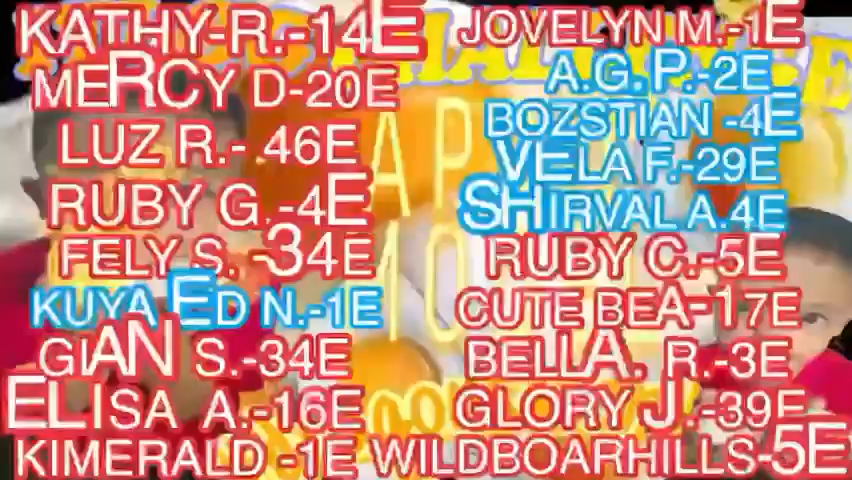 KATHY-R.-14E
MERCY D-20E
LUZ R.- .46E
RUBY G.-4E
FELY S. -34E
KUYA ED N.-1E
GIAN S.-34E
ELISA A.-16E
KIMERALD -1E
JOVELYN M.-1E
A.G.P.-2E
BOZSTIAN -4E
VELA F.-29E
SHIRVAL A.4E
RUBY C.-5E
CUTE BEA-17E
BELLA. R.-3E
GLORY J.-39E
WILDBOARHILLS-5E